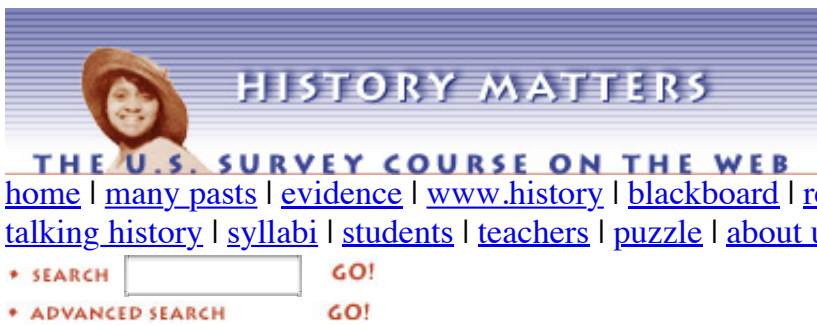 HISTORY MATTERS
THE U.S. SURVEY COURSE ON THE WEB
home | many pasts | evidence | www.history | blackboard |
talking history | syllabi | students | teachers | puzzle | about
• SEARCH GO!
• ADVANCED SEARCH GO!